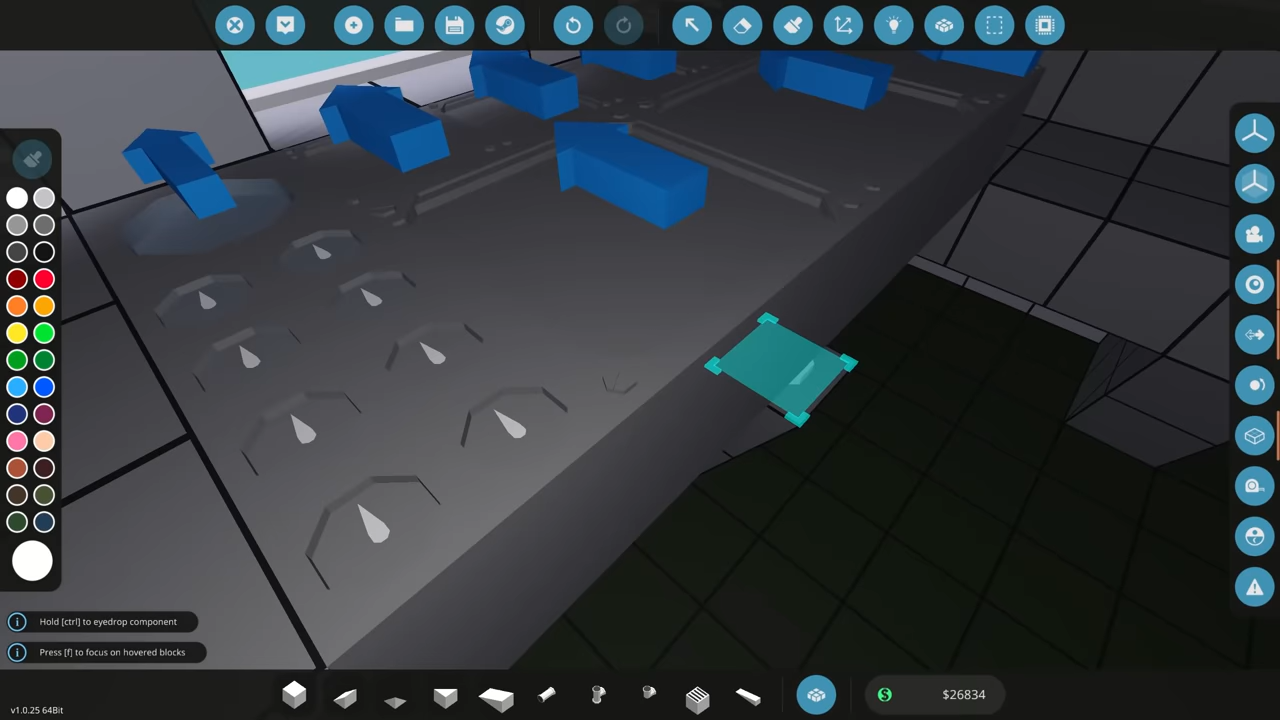 Hold [ctrl] to eyedrop component
Press [f] to focus on hovered blocks
v1.0.25 64Bit
$ $26834